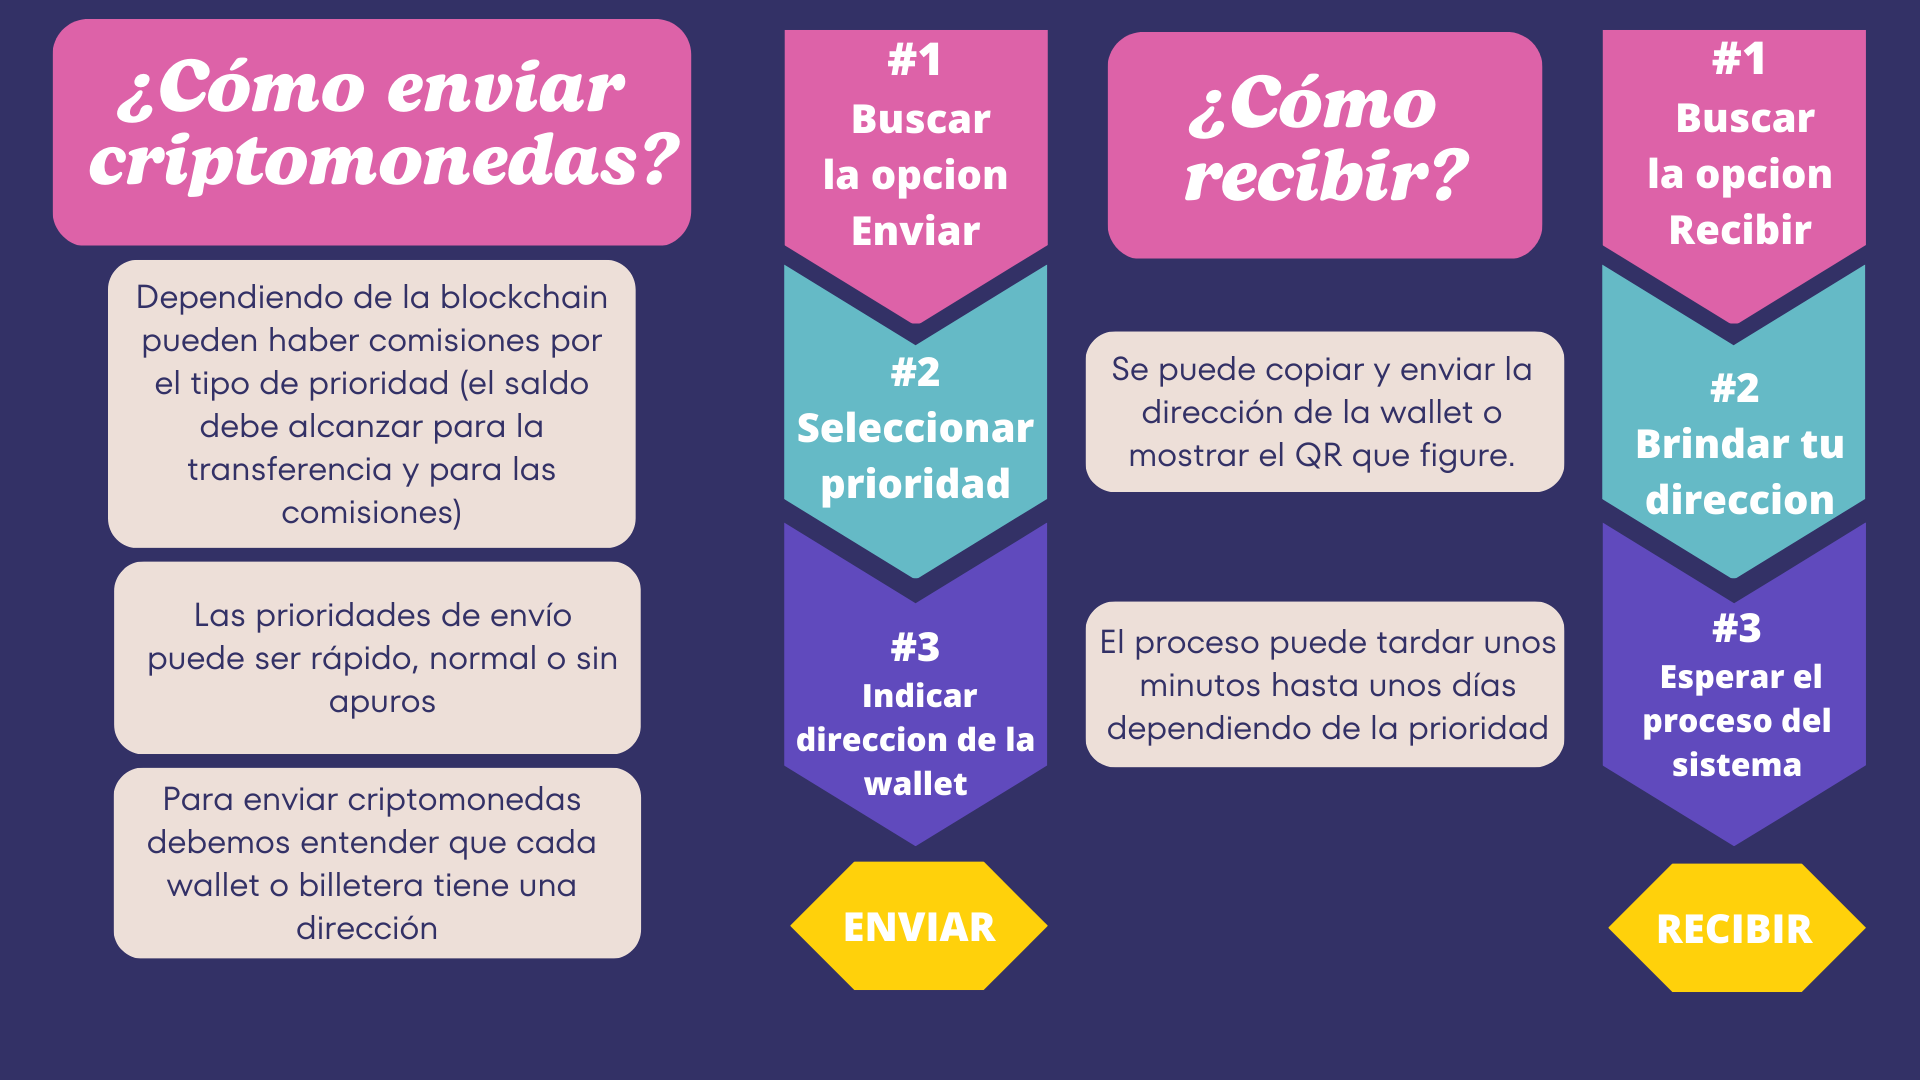 ¿Cómo enviar
criptomonedas?
Dependiendo de la blockchain
pueden haber comisiones por
el tipo de prioridad (el saldo
debe alcanzar para la
transferencia y para las
comisiones)
Las prioridades de envío
puede ser rápido, normal o sin
apuros
Para enviar criptomonedas
debemos entender que cada
wallet o billetera tiene una
dirección
#1
Buscar
la opcion
Enviar
#2
Seleccionar
prioridad
#3
Indicar
direccion de la
wallet
ENVIAR
¿Cómo
recibir?
Se puede copiar y enviar la
dirección de la wallet o
mostrar el QR que figure.
El proceso puede tardar unos
minutos hasta unos días
dependiendo de la prioridad
#1
Buscar
la opcion
Recibir
#2
Brindar tu
direccion
#3
Esperar el
proceso del
sistema
RECIBIR